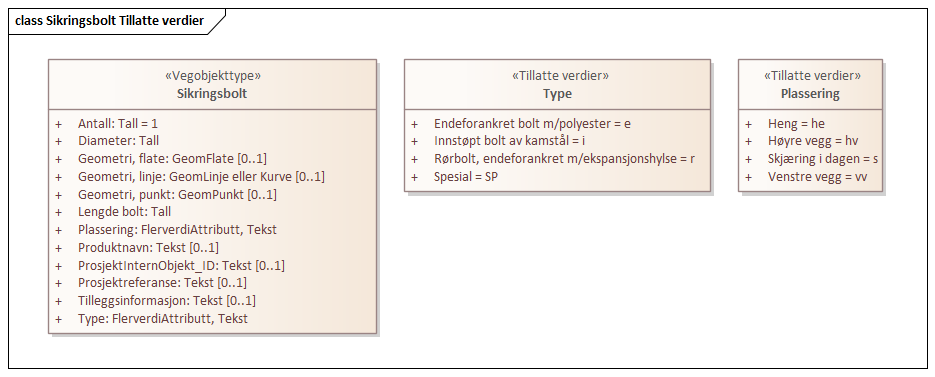 class Sikringsbolt Tillatte verdier
«Vegobjekttype»
Sikringsbolt
+ Antall: Tall = 1
+ Diameter: Tall
+ Geometri, flate: GeomFlate [0..1]
+ Geometri, linje: GeomLinje eller Kurve [0..1]
+ Geometri, punkt: GeomPunkt [0..1]
+ Lengde bolt: Tall
+ Plassering: FlerverdiAttributt, Tekst
+ Produktnavn: Tekst [0..1]
+ ProsjektInternObjekt_ID: Tekst [0..1]
+ Prosjektreferanse: Tekst [0..1]
+ Tilleggsinformasjon: Tekst [0..1]
+ Type: FlerverdiAttributt, Tekst
«Tillatte verdier»
Type
+ Endeforankret bolt m/polyester = e
+ Innstøpt bolt av kamstål = i
+ Rørbolt, endeforankret m/ekspansjonshylse = r
+ Spesial = SP
«Tillatte verdier»
Plassering
+ Heng = he
+ Høyre vegg = hv
+ Skjæring i dagen = s
+ Venstre vegg = vv